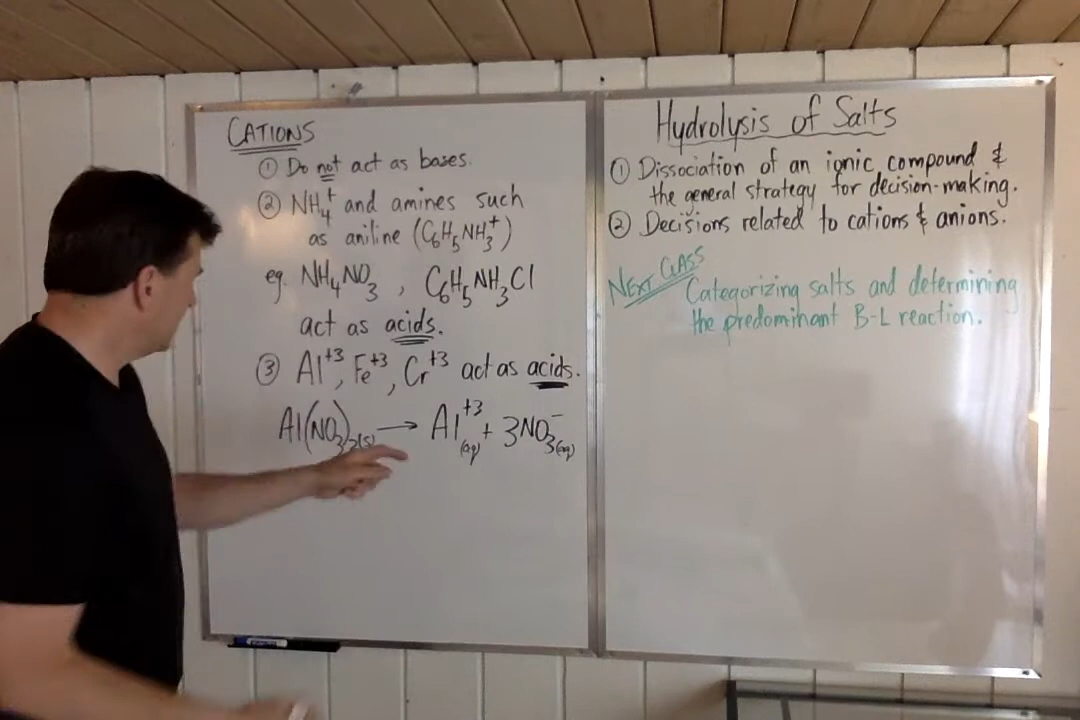 CATIONS
① Do not act as bases.
② NH₄⁺ and amines such
as aniline (C₆H₅NH₃⁺)
eg. NH₄NO₃ , C₆H₅NH₃Cl
act as acids.
③ Al⁺³, Fe⁺³, Cr⁺³ act as acids.
Al(NO₃)₃(s) → Al⁺³(aq) + 3NO₃⁻(aq)
Hydrolysis of Salts
① Dissociation of an ionic compound &
the general strategy for decision-making.
② Decisions related to cations & anions.
NEXT CLASS
Categorizing salts and determining
the predominant B-L reaction.